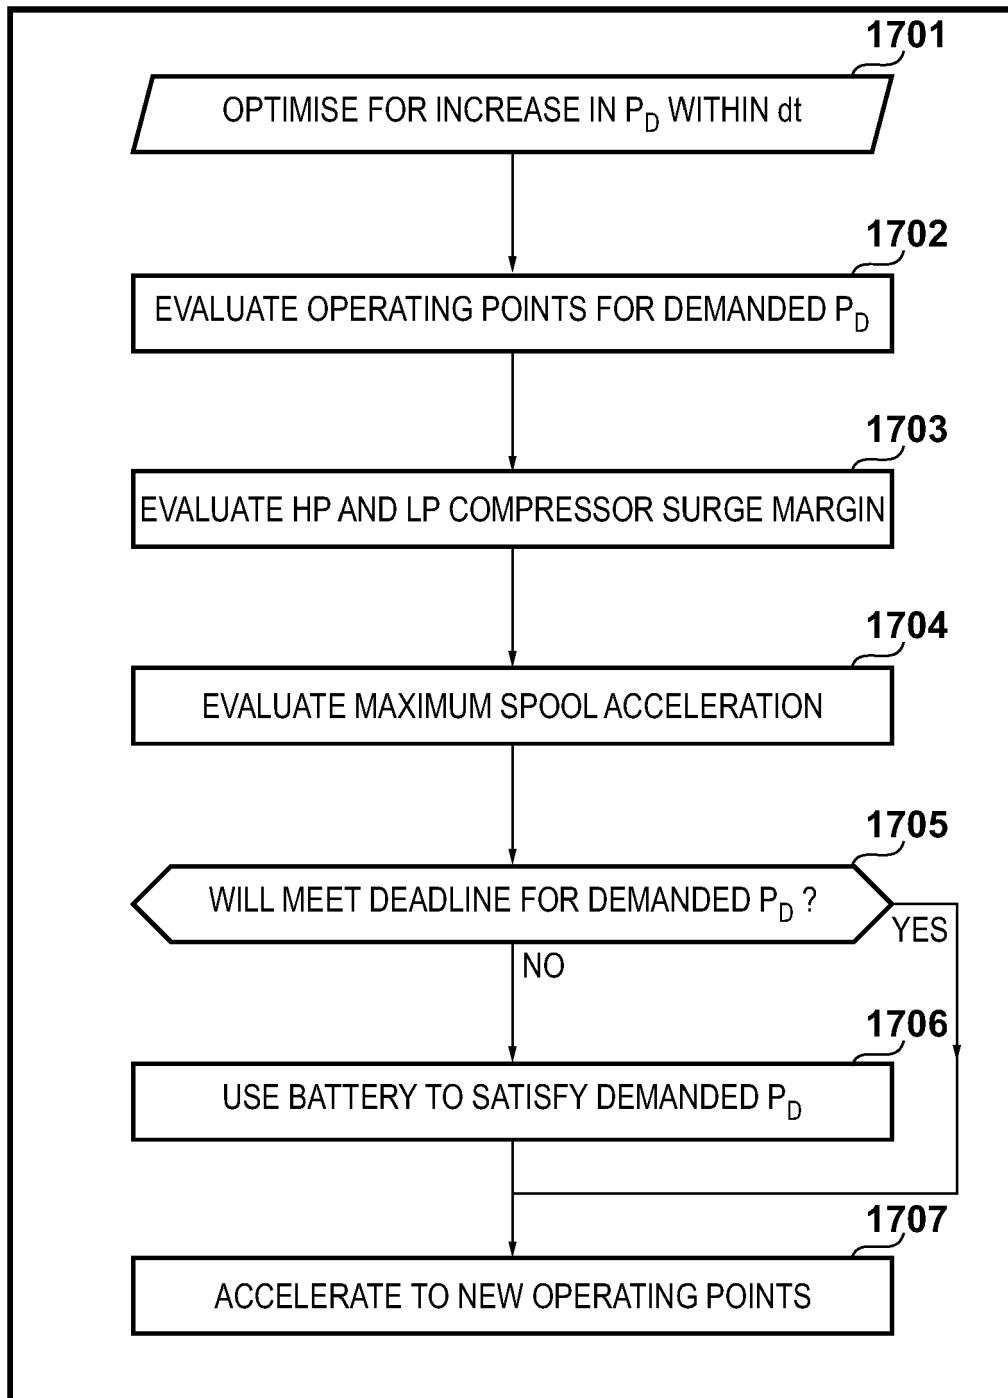 1701
OPTIMISE FOR INCREASE IN P_D WITHIN dt
1702
EVALUATE OPERATING POINTS FOR DEMANDED P_D
1703
EVALUATE HP AND LP COMPRESSOR SURGE MARGIN
1704
EVALUATE MAXIMUM SPOOL ACCELERATION
1705
WILL MEET DEADLINE FOR DEMANDED P_D ?
YES
NO
1706
USE BATTERY TO SATISFY DEMANDED P_D
1707
ACCELERATE TO NEW OPERATING POINTS